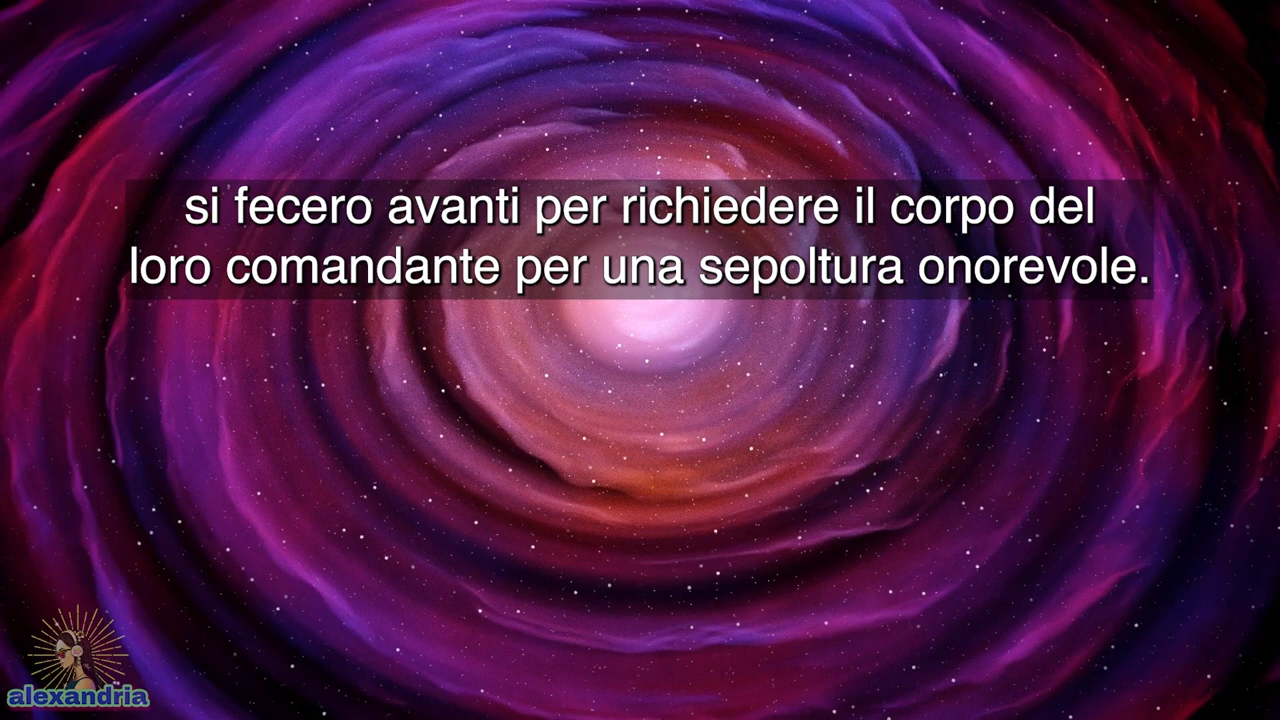 si fecero avanti per richiedere il corpo del
loro comandante per una sepoltura onorevole.
alexandria